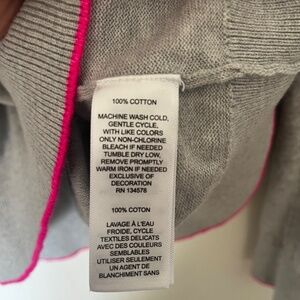 100% COTTON
MACHINE WASH COLD,
GENTLE CYCLE,
WITH LIKE COLORS
ONLY NON-CHLORINE
BLEACH IF NEEDED
TUMBLE DRY LOW,
REMOVE PROMPTLY
WARM IRON IF NEEDED
EXCLUSIVE OF
DECORATION
RN 134578
100% COTON
LAVAGE À L'EAU
FROIDE, CYCLE
TEXTILES DELICATS
AVEC DES COULEURS
SEMBLABLES
UTILISER SEULEMENT
UN AGENT DE
BLANCHIMENT SANS